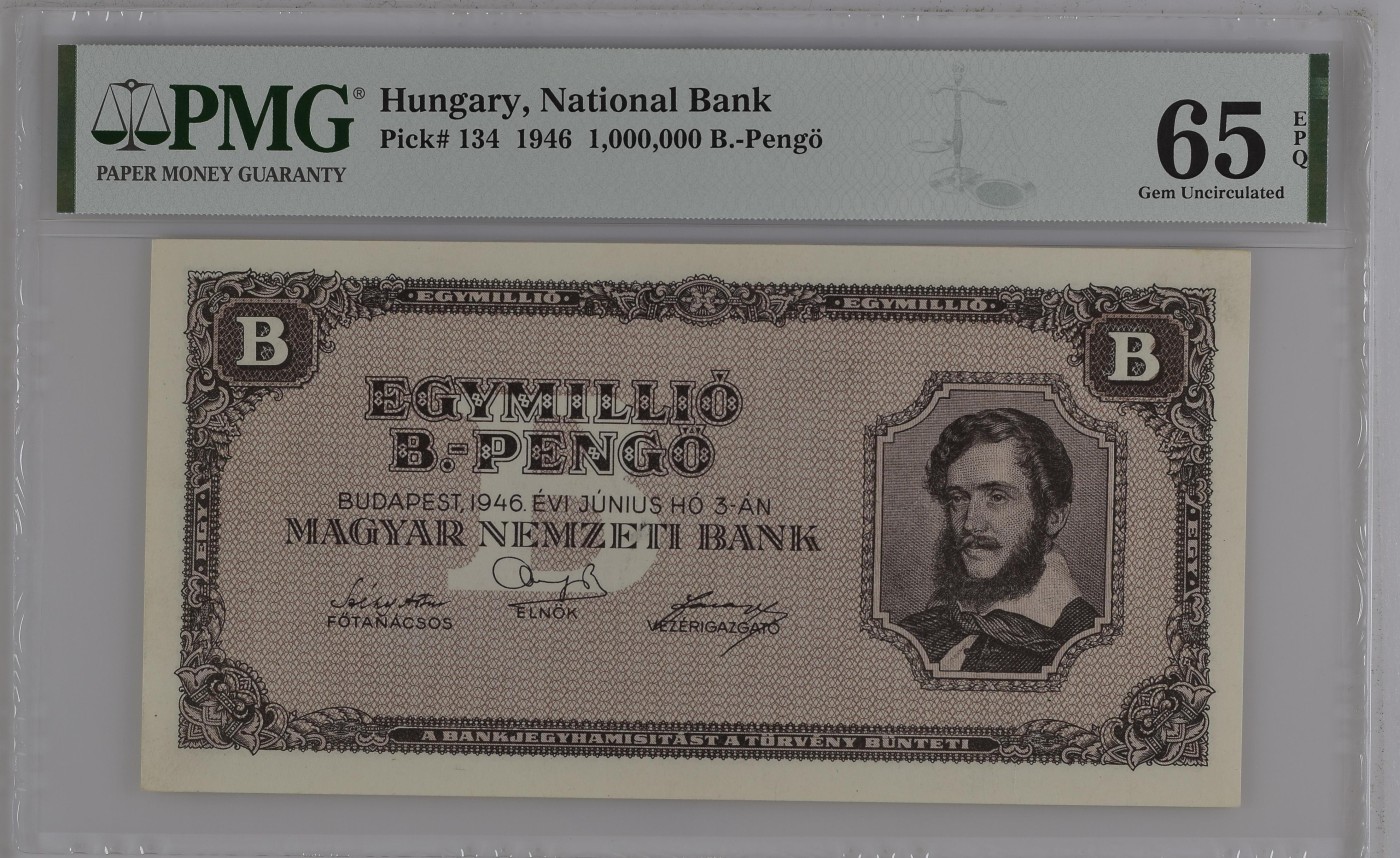 PMG®
PAPER MONEY GUARANTY
Hungary, National Bank
Pick# 134 1946 1,000,000 B.-Pengö
65
EPQ
Gem Uncirculated
·EGYMILLIÓ· ·EGYMILLIÓ·
B B
EGYMILLIÓ
B.-PENGŐ
BUDAPEST, 1946. ÉVI JÚNIUS HÓ 3-ÁN
MAGYAR NEMZETI BANK
FŐTANÁCSOS ELNÖK VEZÉRIGAZGATÓ
A BANKJEGYHAMISITÁST A TÖRVÉNY BÜNTETI